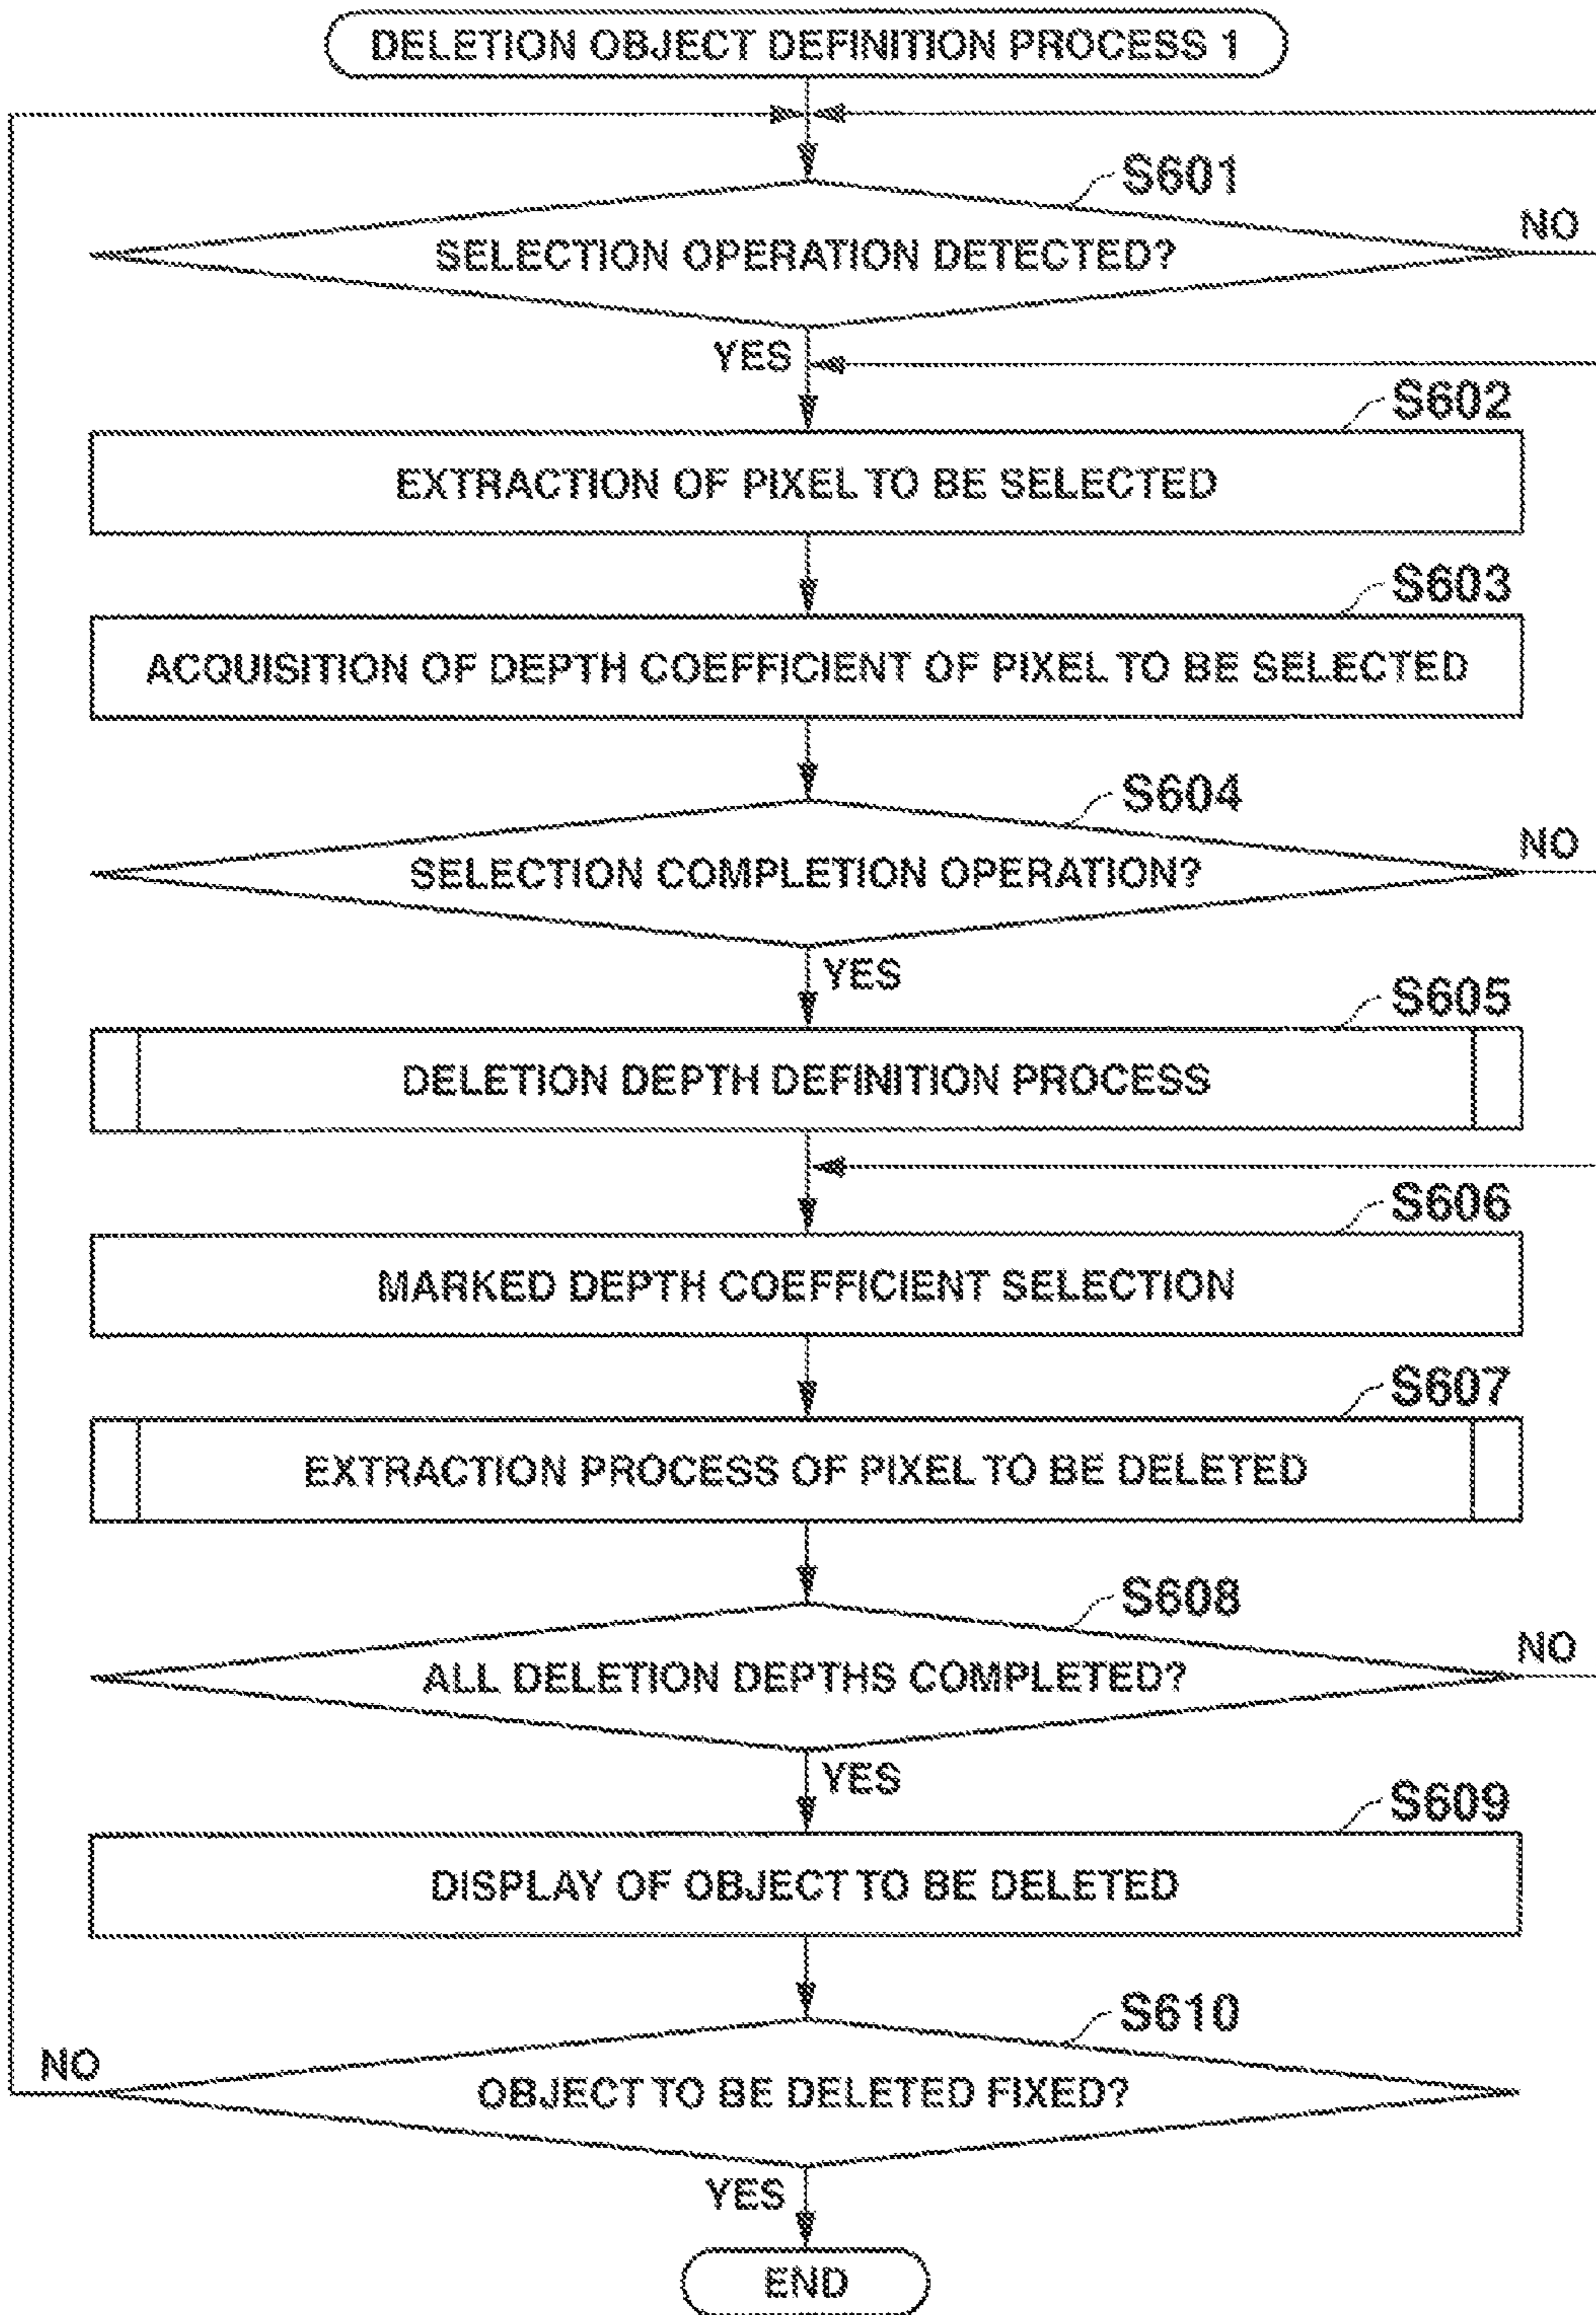 DELETION OBJECT DEFINITION PROCESS 1
S601
SELECTION OPERATION DETECTED?
NO
YES
S602
EXTRACTION OF PIXEL TO BE SELECTED
S603
ACQUISITION OF DEPTH COEFFICIENT OF PIXEL TO BE SELECTED
S604
SELECTION COMPLETION OPERATION?
NO
YES
S605
DELETION DEPTH DEFINITION PROCESS
S606
MARKED DEPTH COEFFICIENT SELECTION
S607
EXTRACTION PROCESS OF PIXEL TO BE DELETED
S608
ALL DELETION DEPTHS COMPLETED?
NO
YES
S609
DISPLAY OF OBJECT TO BE DELETED
S610
NO
OBJECT TO BE DELETED FIXED?
YES
END